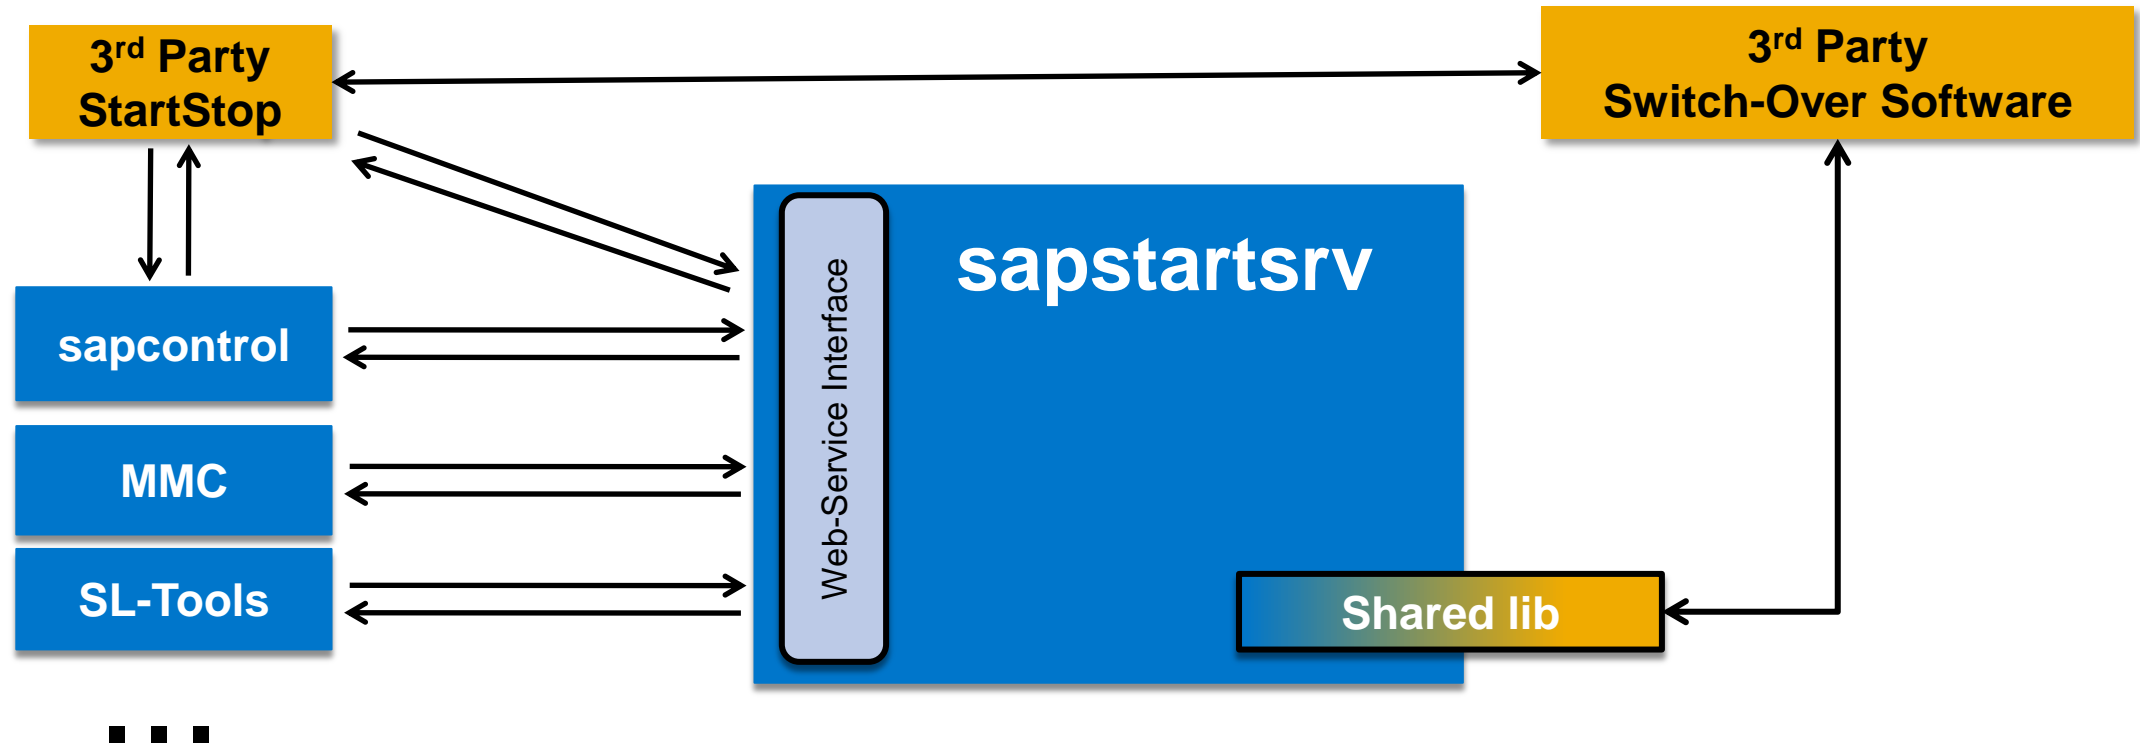 3rd Party
StartStop
3rd Party
Switch-Over Software
sapstartsrv
Web-Service Interface
sapcontrol
MMC
SL-Tools
Shared lib
...